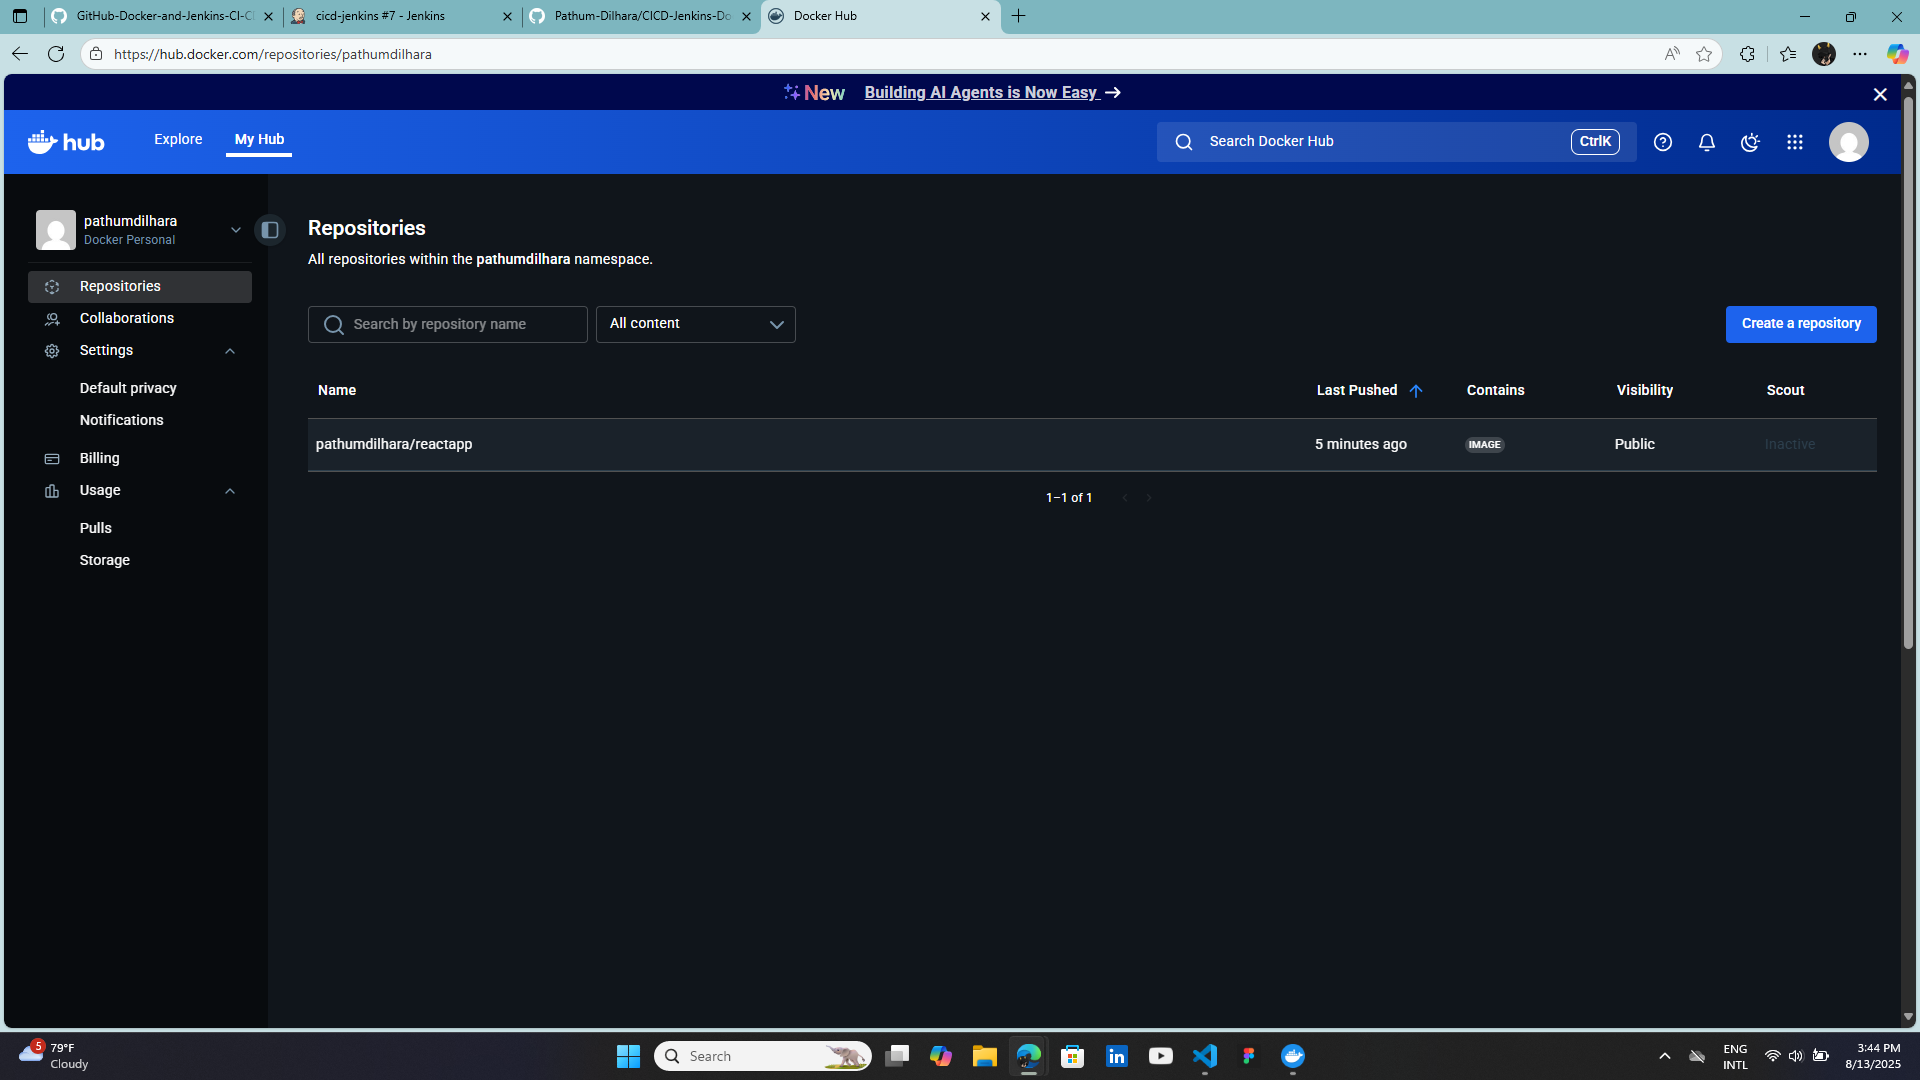 GitHub-Docker-and-Jenkins-CI-C
cicd-jenkins #7 - Jenkins
Pathum-Dilhara/CICD-Jenkins-Do
Docker Hub
https://hub.docker.com/repositories/pathumdilhara
New Building AI Agents is Now Easy →
hub
Explore
My Hub
Search Docker Hub
CtrlK
pathumdilhara
Docker Personal
Repositories
Collaborations
Settings
Default privacy
Notifications
Billing
Usage
Pulls
Storage
Repositories
All repositories within the pathumdilhara namespace.
Search by repository name
All content
Create a repository
Name Last Pushed Contains Visibility Scout
pathumdilhara/reactapp 5 minutes ago IMAGE Public Inactive
1–1 of 1
5
79°F
Cloudy
Search
ENG
INTL
3:44 PM
8/13/2025